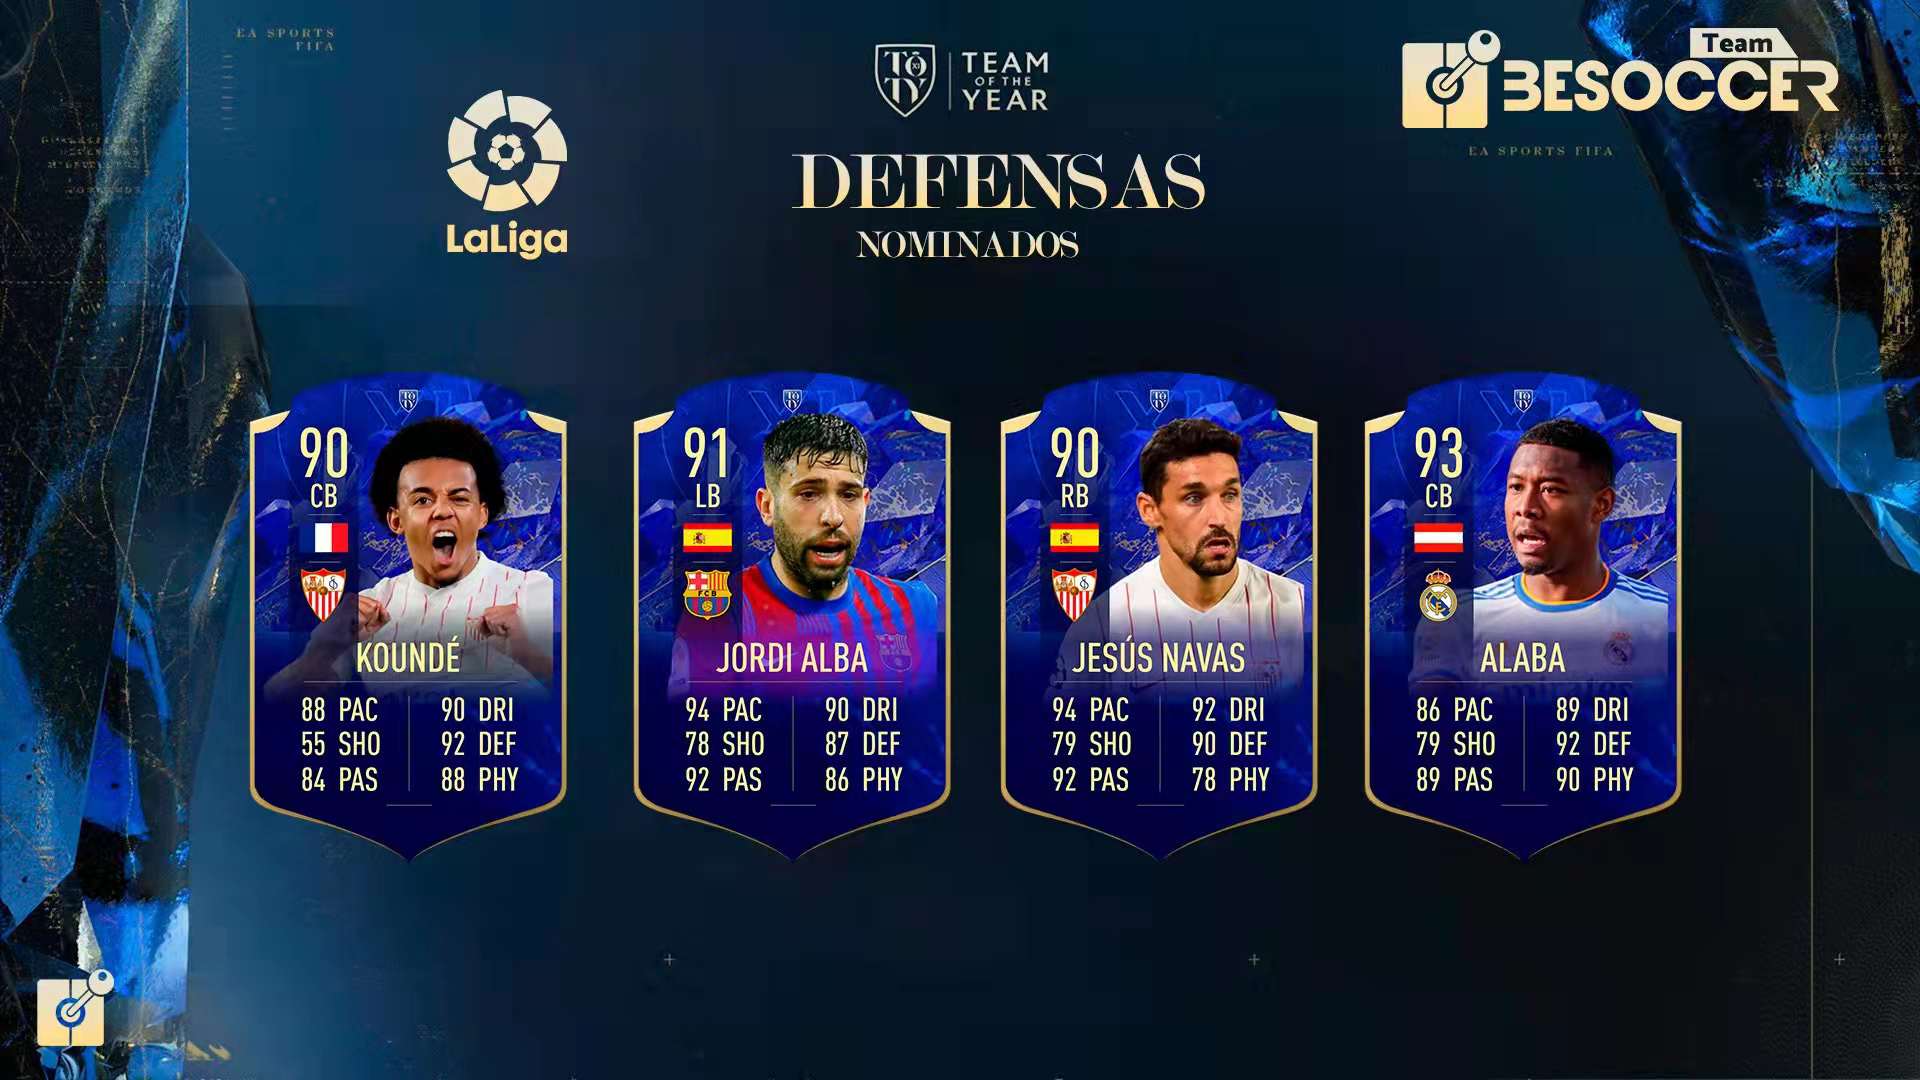 EA SPORTS
FIFA
TEAM
OF THE
YEAR
Team
BESOCCER
EA SPORTS FIFA
LaLiga
DEFENSAS
NOMINADOS
90
CB
KOUNDÉ
88 PAC 90 DRI
55 SHO 92 DEF
84 PAS 88 PHY
91
LB
FCB
JORDI ALBA
94 PAC 90 DRI
78 SHO 87 DEF
92 PAS 86 PHY
90
RB
JESÚS NAVAS
94 PAC 92 DRI
79 SHO 90 DEF
92 PAS 78 PHY
93
CB
ALABA
86 PAC 89 DRI
79 SHO 92 DEF
89 PAS 90 PHY